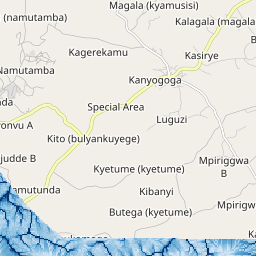 Magala (kyamusisi)
(namutamba)
Kalagala (magala
Kagerekamu
Kasirye
Namutamba
Kanyogoga
Special Area
Luguzi
Kito (bulyankuyege)
Mpiriggwa
B
Kyetume (kyetume)
Kibanyi
Butega (kyetume)